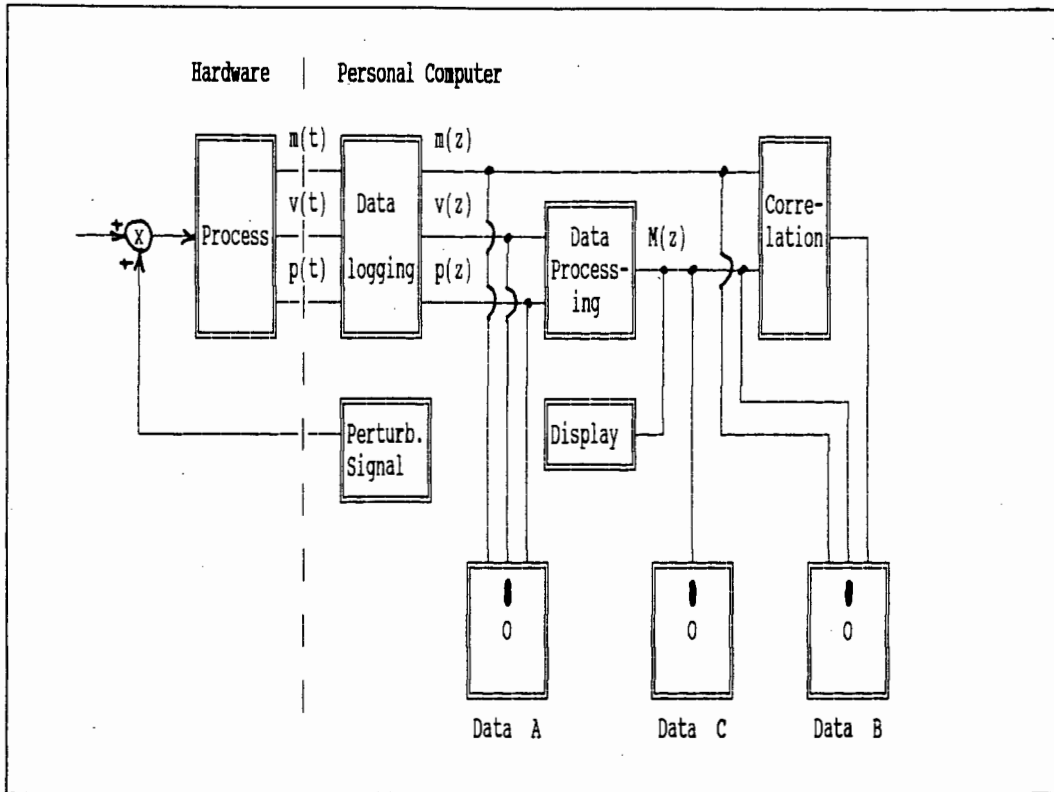 Hardware | Personal Computer
m(t) m(z)
v(t) v(z)
p(t) p(z)
+
X
+
Process
Data
logging
Data
Process-
ing
M(z)
Corre-
lation
Perturb.
Signal
Display
0
0
0
Data A
Data C
Data B